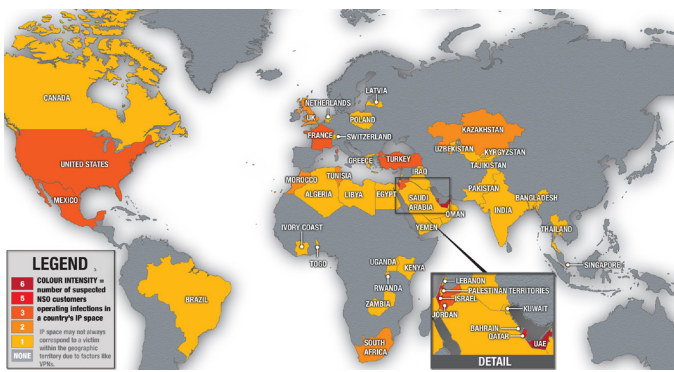 CANADA
UNITED STATES
MEXICO
BRAZIL
LATVIA
NETHERLANDS
UK
POLAND
FRANCE
SWITZERLAND
GREECE
TURKEY
KAZAKHSTAN
UZBEKISTAN
KYRGYZSTAN
TAJIKISTAN
MOROCCO
TUNISIA
IRAQ
ALGERIA
LIBYA
EGYPT
SAUDI
ARABIA
PAKISTAN
BANGLADESH
INDIA
OMAN
YEMEN
THAILAND
IVORY COAST
TOGO
UGANDA
KENYA
RWANDA
ZAMBIA
SINGAPORE
SOUTH
AFRICA
LEGEND
6
5
3
2
1
NONE
COLOUR INTENSITY =
number of suspected
NSO customers
operating infections in
a country's IP space
IP space may not always
correspond to a victim
within the geographic
territory due to factors like
VPNs.
LEBANON
PALESTINIAN TERRITORIES
ISRAEL
JORDAN
KUWAIT
BAHRAIN
QATAR
UAE
DETAIL